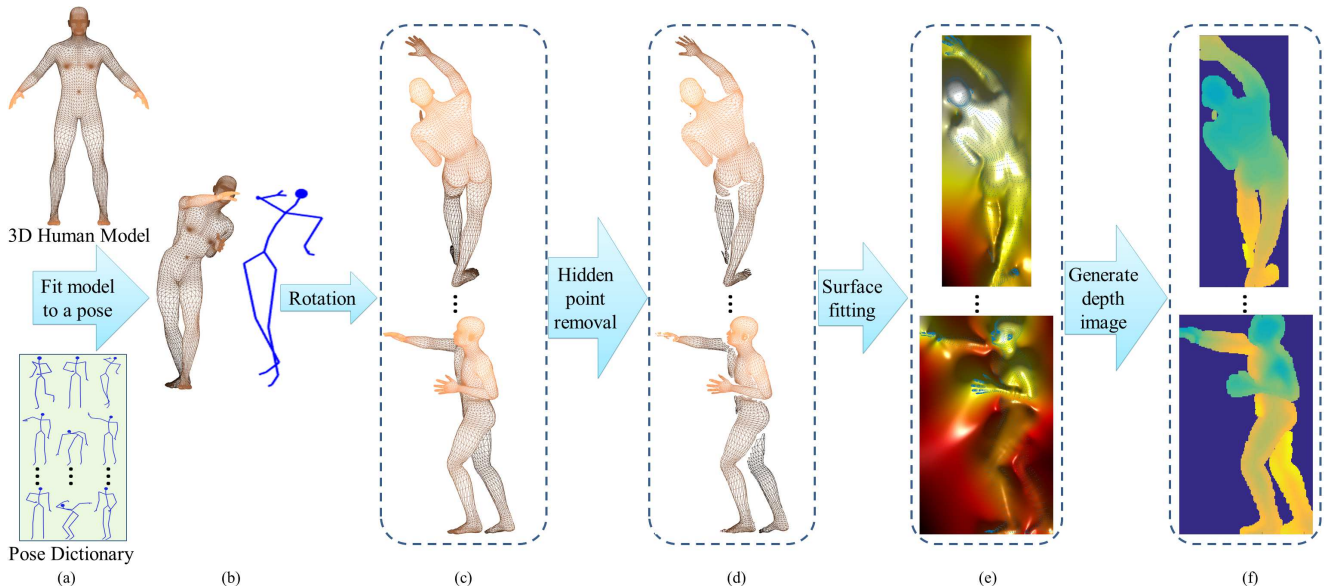 3D Human Model
Fit model
to a pose
Pose Dictionary
Rotation
Hidden
point
removal
Surface
fitting
Generate
depth
image
(a)
(b)
(c)
(d)
(e)
(f)